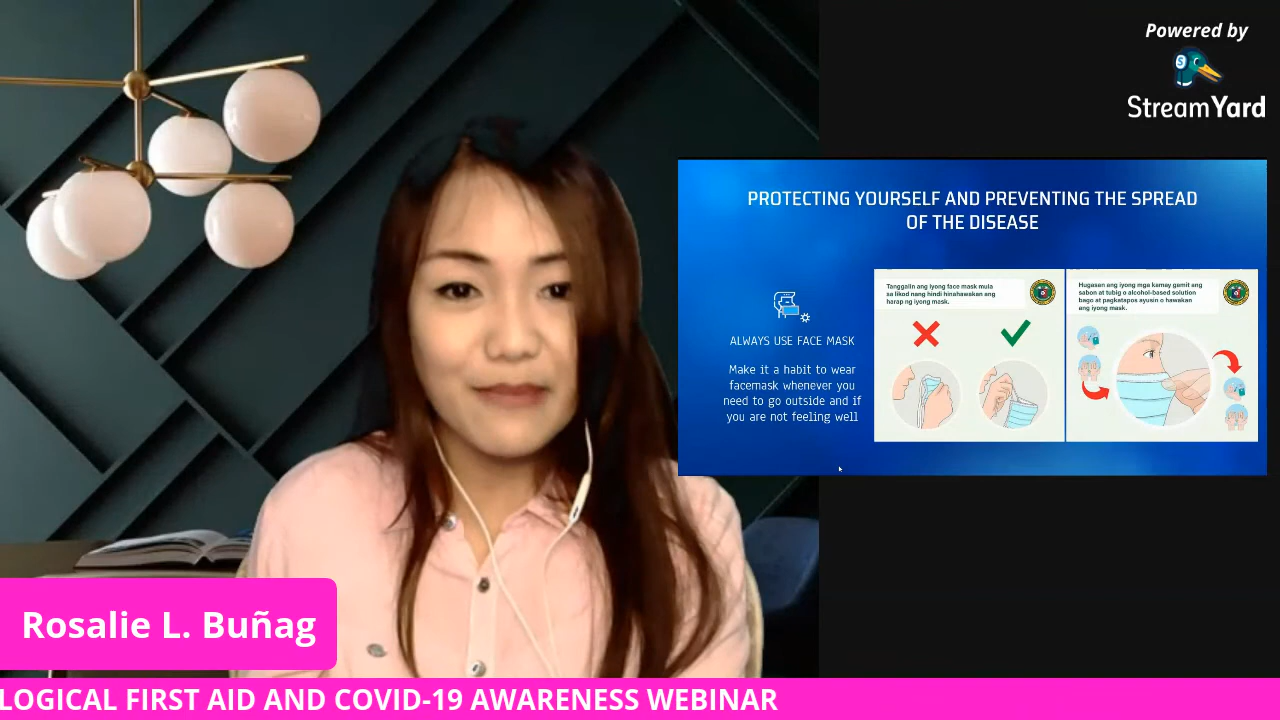 Powered by
StreamYard
PROTECTING YOURSELF AND PREVENTING THE SPREAD
OF THE DISEASE
ALWAYS USE FACE MASK
Make it a habit to wear
facemask whenever you
need to go outside and if
you are not feeling well
Tanggalin ang iyong face mask mula
sa likod nang hindi hinahawakan ang
harap ng iyong mask.
Hugasan ang iyong mga kamay gamit ang
sabon at tubig o alcohol-based solution
bago at pagkatapos ayusin o hawakan
ang iyong mask.
Rosalie L. Buñag
LOGICAL FIRST AID AND COVID-19 AWARENESS WEBINAR